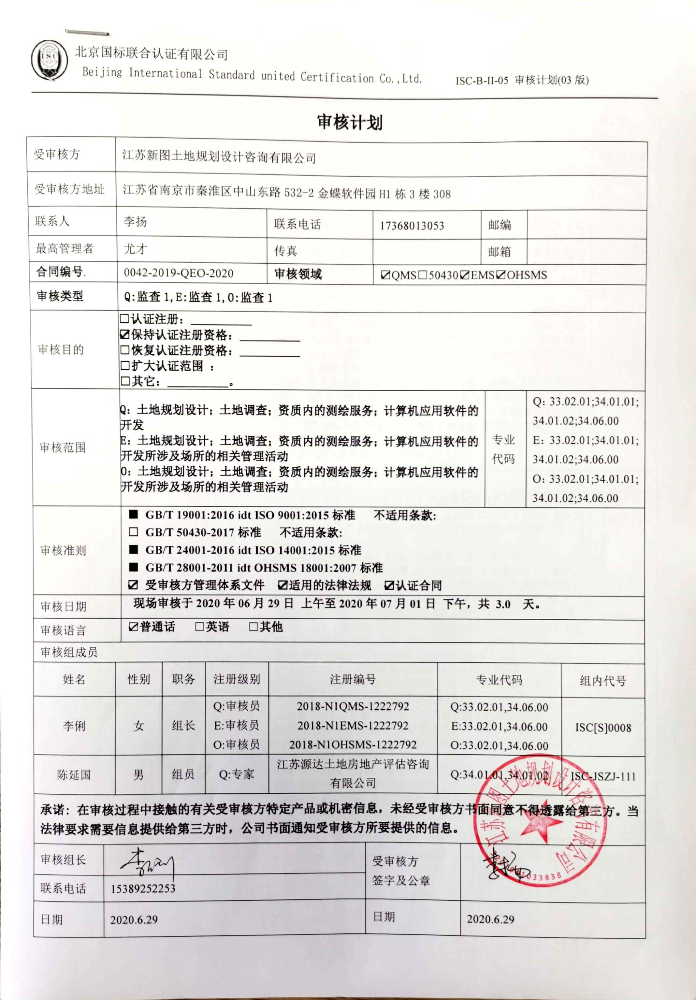 ISC
北京国标联合认证有限公司
Beijing International Standard united Certification Co.,Ltd.
ISC-B-II-05 审核计划(03 版)
审核计划
受审核方 江苏新图土地规划设计咨询有限公司
受审核方地址 江苏省南京市秦淮区中山东路 532-2 金蝶软件园 H1 栋 3 楼 308
联系人 李扬 联系电话 17368013053 邮编
最高管理者 尤才 传真 邮箱
合同编号. 0042-2019-QEO-2020 审核领域 ☑QMS□50430☑EMS☑OHSMS
审核类型 Q:监查 1,E:监查 1,O:监查 1
审核目的
□认证注册：
☑保持认证注册资格：
□恢复认证注册资格：
□扩大认证范围 ：
□其它：。
审核范围
Q：土地规划设计；土地调查；资质内的测绘服务；计算机应用软件的
开发
E：土地规划设计；土地调查；资质内的测绘服务；计算机应用软件的
开发所涉及场所的相关管理活动
O：土地规划设计；土地调查；资质内的测绘服务；计算机应用软件的
开发所涉及场所的相关管理活动
专业
代码
Q：33.02.01;34.01.01;
34.01.02;34.06.00
E：33.02.01;34.01.01;
34.01.02;34.06.00
O：33.02.01;34.01.01;
34.01.02;34.06.00
审核准则
■ GB/T 19001:2016 idt ISO 9001:2015 标准 不适用条款:
□ GB/T 50430-2017 标准 不适用条款:
■ GB/T 24001-2016 idt ISO 14001:2015 标准
■ GB/T 28001-2011 idt OHSMS 18001:2007 标准
☑ 受审核方管理体系文件 ☑适用的法律法规 ☑认证合同
审核日期 现场审核于 2020 年 06 月 29 日 上午至 2020 年 07 月 01 日 下午，共 3.0 天。
审核语言 ☑普通话 □英语 □其他
审核组成员
姓名 性别 职务 注册级别 注册编号 专业代码 组内代号
李俐 女 组长
Q:审核员 2018-N1QMS-1222792 Q:33.02.01,34.06.00
E:审核员 2018-N1EMS-1222792 E:33.02.01,34.06.00
O:审核员 2018-N1OHSMS-1222792 O:33.02.01,34.06.00
ISC[S]0008
陈延国 男 组员 Q:专家
江苏源达土地房地产评估咨询
有限公司
Q:34.01.01,34.01.02 ISC-JSZJ-111
承诺：在审核过程中接触的有关受审核方特定产品或机密信息，未经受审核方书面同意不得透露给第三方。当
法律要求需要信息提供给第三方时，公司书面通知受审核方所要提供的信息。
审核组长 李俐
受审核方
签字及公章
江苏新图土地规划设计咨询有限公司
联系电话 15389252253
日期 2020.6.29 日期 2020.6.29